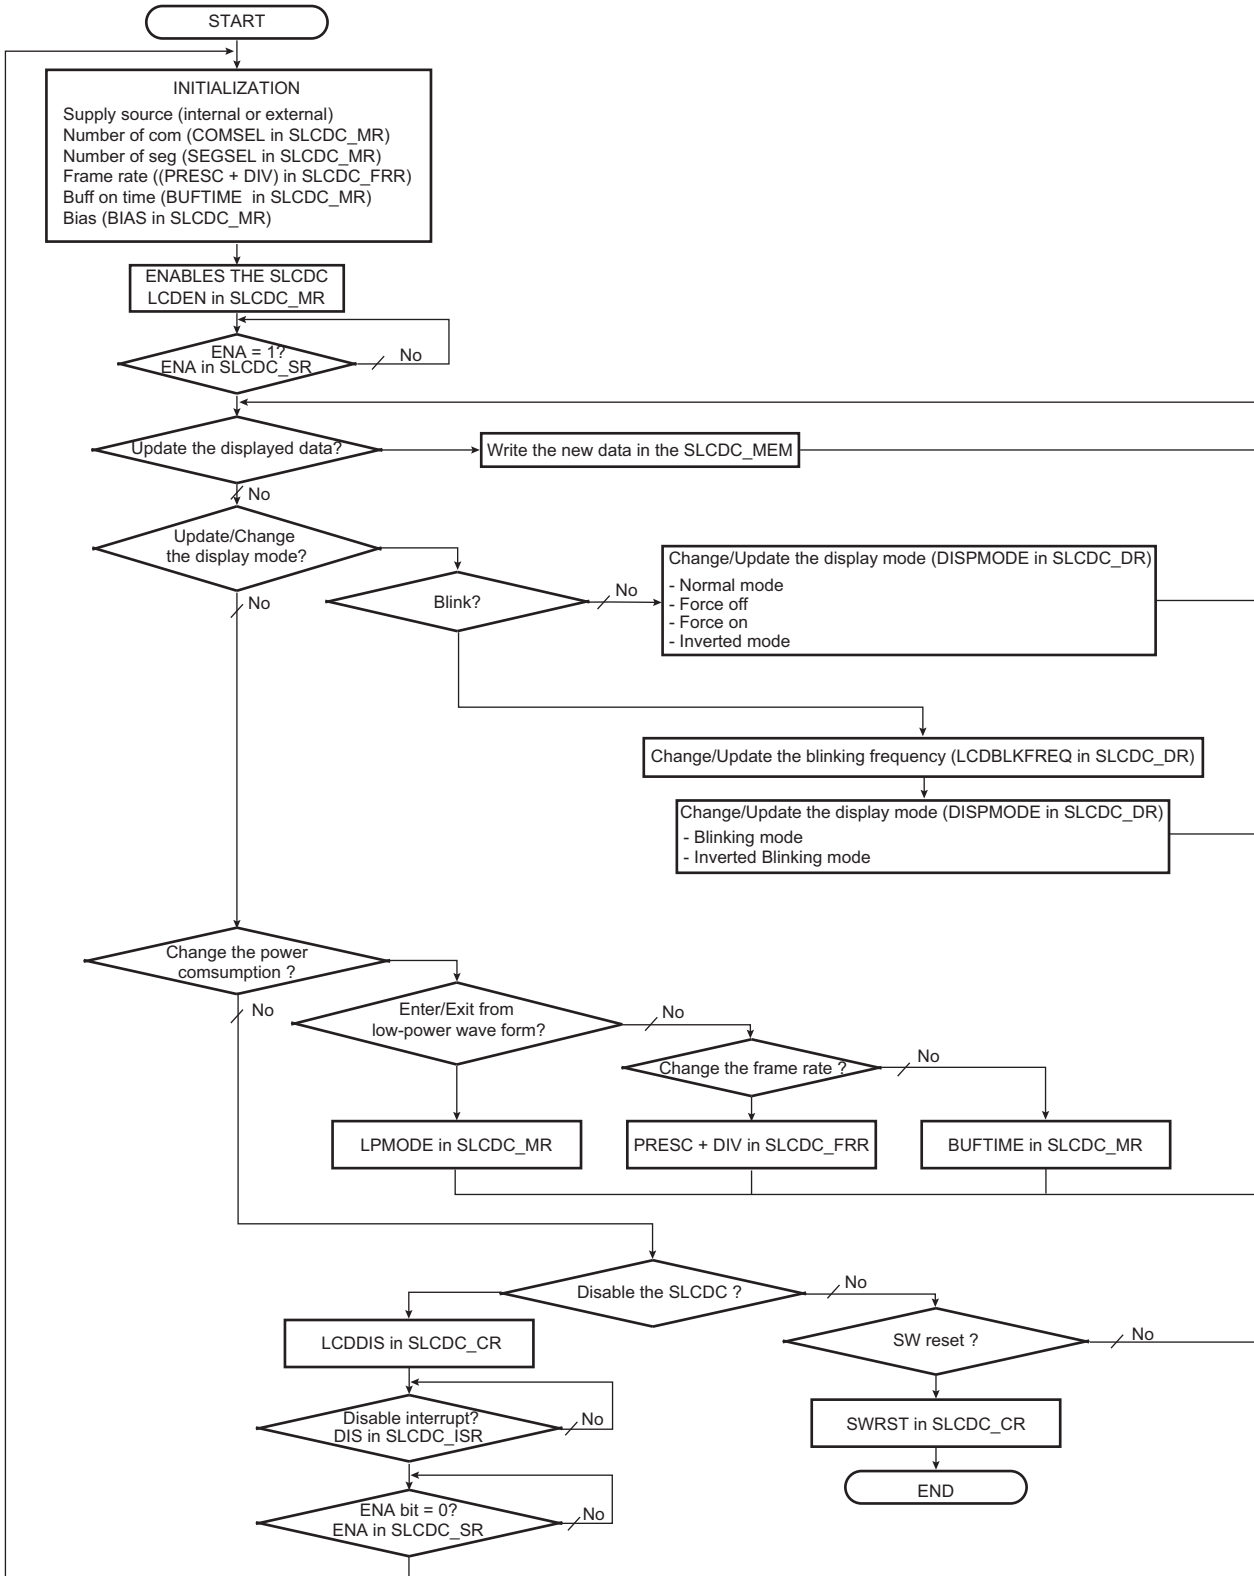 START
INITIALIZATION
Supply source (internal or external)
Number of com (COMSEL in SLCDC_MR)
Number of seg (SEGSEL in SLCDC_MR)
Frame rate ((PRESC + DIV) in SLCDC_FRR)
Buff on time (BUFTIME in SLCDC_MR)
Bias (BIAS in SLCDC_MR)
ENABLES THE SLCDC
LCDEN in SLCDC_MR
ENA = 1?
ENA in SLCDC_SR
No
Update the displayed data?
Write the new data in the SLCDC_MEM
No
Update/Change
the display mode?
No
Blink?
No
Change/Update the display mode (DISPMODE in SLCDC_DR)
- Normal mode
- Force off
- Force on
- Inverted mode
Change/Update the blinking frequency (LCDBLKFREQ in SLCDC_DR)
Change/Update the display mode (DISPMODE in SLCDC_DR)
- Blinking mode
- Inverted Blinking mode
Change the power
comsumption ?
No
Enter/Exit from
low-power wave form?
No
Change the frame rate ?
No
LPMODE in SLCDC_MR
PRESC + DIV in SLCDC_FRR
BUFTIME in SLCDC_MR
Disable the SLCDC ?
No
LCDDIS in SLCDC_CR
SW reset ?
No
Disable interrupt?
DIS in SLCDC_ISR
No
SWRST in SLCDC_CR
END
ENA bit = 0?
ENA in SLCDC_SR
No